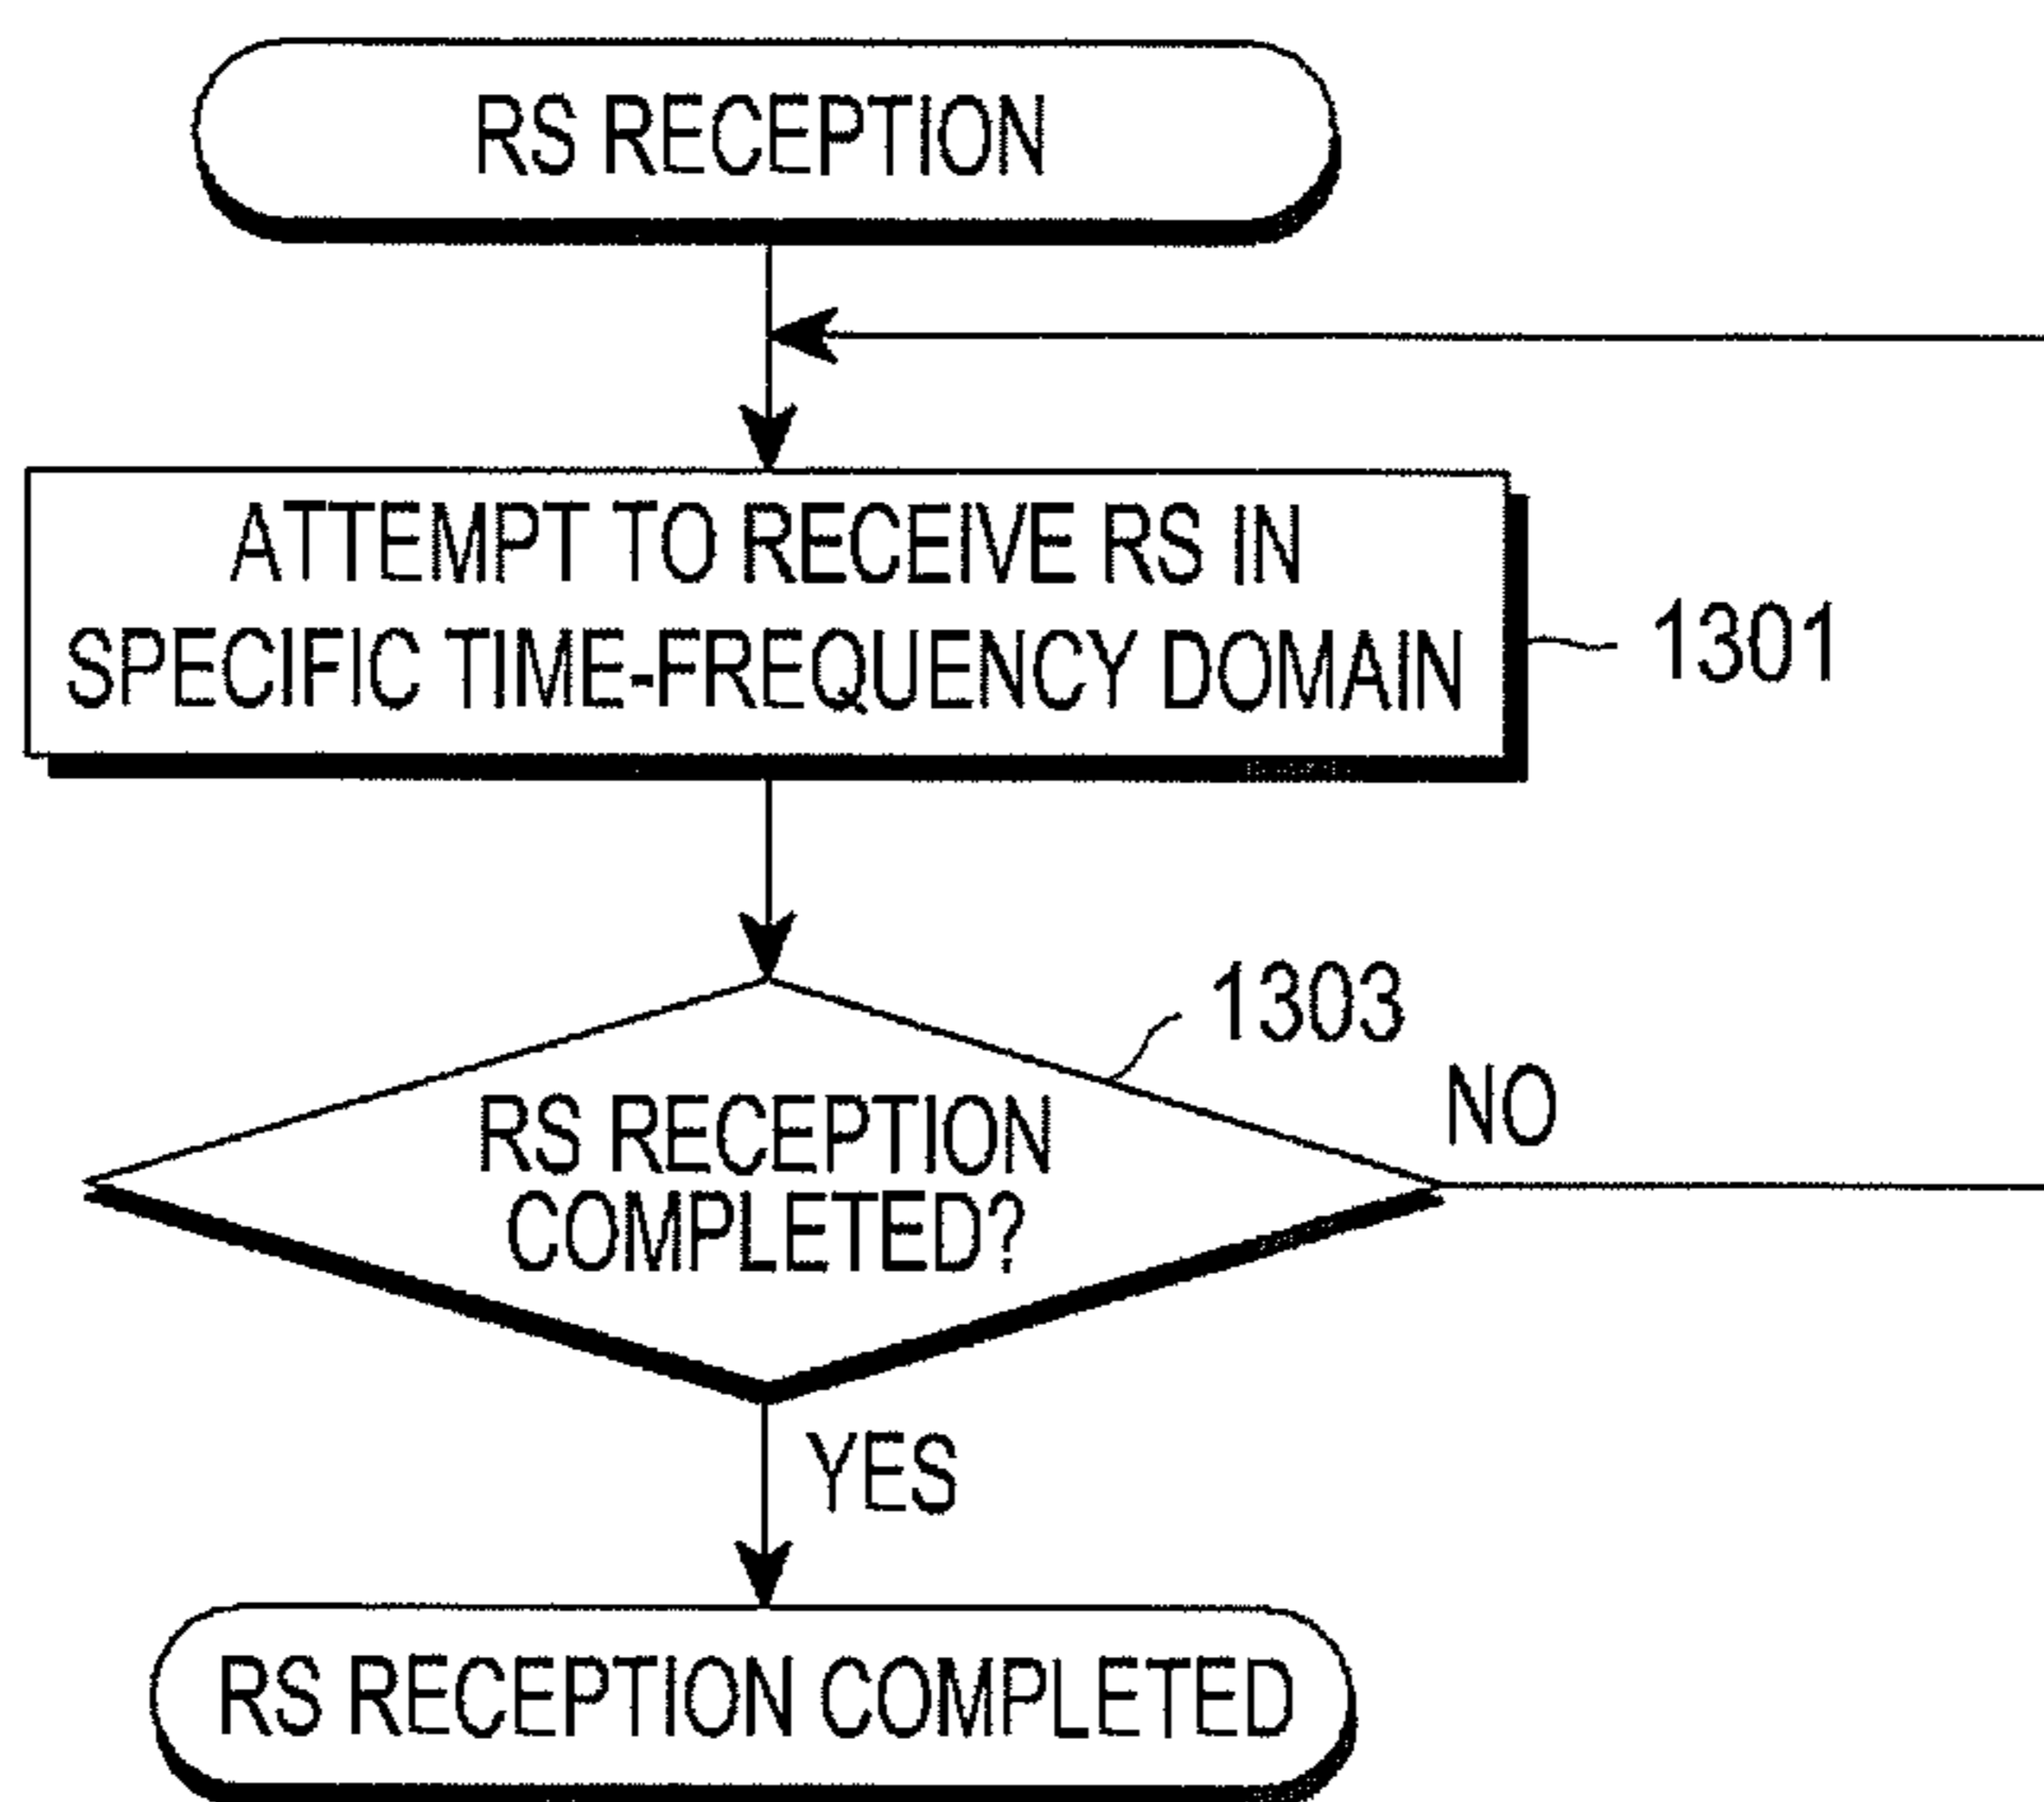 RS RECEPTION
ATTEMPT TO RECEIVE RS IN
SPECIFIC TIME-FREQUENCY DOMAIN
1301
1303
NO
RS RECEPTION
COMPLETED?
YES
RS RECEPTION COMPLETED